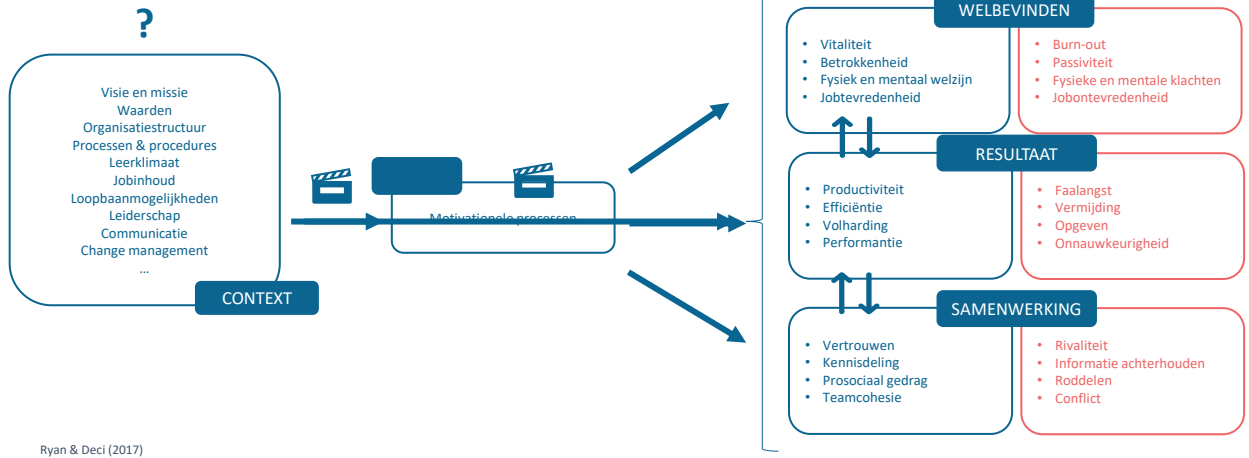 ?
Visie en missie
Waarden
Organisatiestructuur
Processen & procedures
Leerklimaat
Jobinhoud
Loopbaanmogelijkheden
Leiderschap
Communicatie
Change management
…
CONTEXT
Motivationele processen
WELBEVINDEN
• Vitaliteit
• Betrokkenheid
• Fysiek en mentaal welzijn
• Jobtevredenheid
• Burn-out
• Passiviteit
• Fysieke en mentale klachten
• Jobontevredenheid
RESULTAAT
• Productiviteit
• Efficiëntie
• Volharding
• Performantie
• Faalangst
• Vermijding
• Opgeven
• Onnauwkeurigheid
SAMENWERKING
• Vertrouwen
• Kennisdeling
• Prosociaal gedrag
• Teamcohesie
• Rivaliteit
• Informatie achterhouden
• Roddelen
• Conflict
Ryan & Deci (2017)